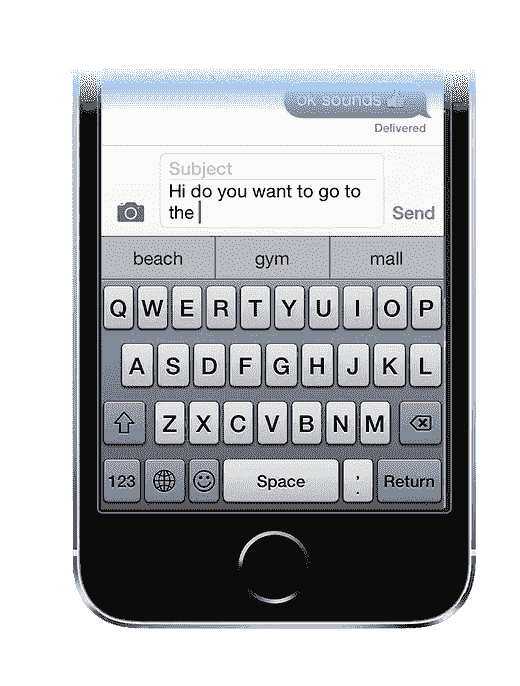 ok sounds 👍
Delivered
Subject
Hi do you want to go to
the
Send
beach gym mall
Q W E R T Y U I O P
A S D F G H J K L
Z X C V B N M
123 Space , . Return